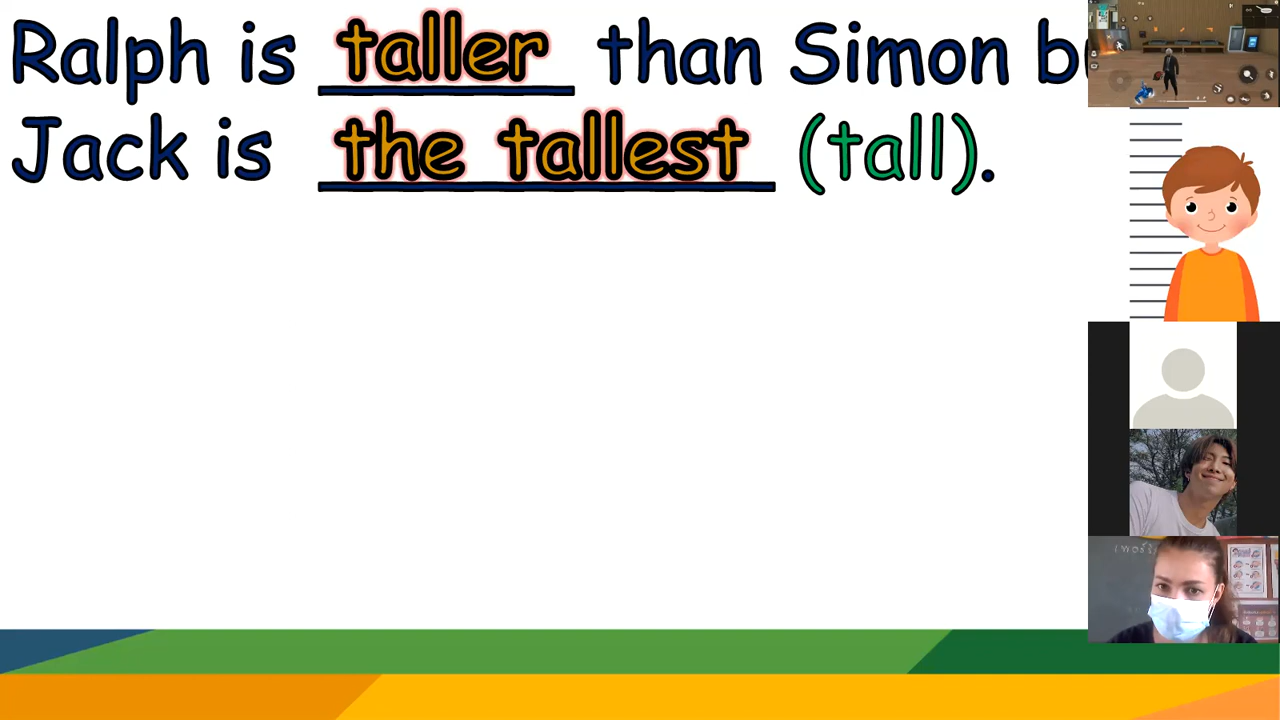 Ralph is taller than Simon b
Jack is the tallest (tall).